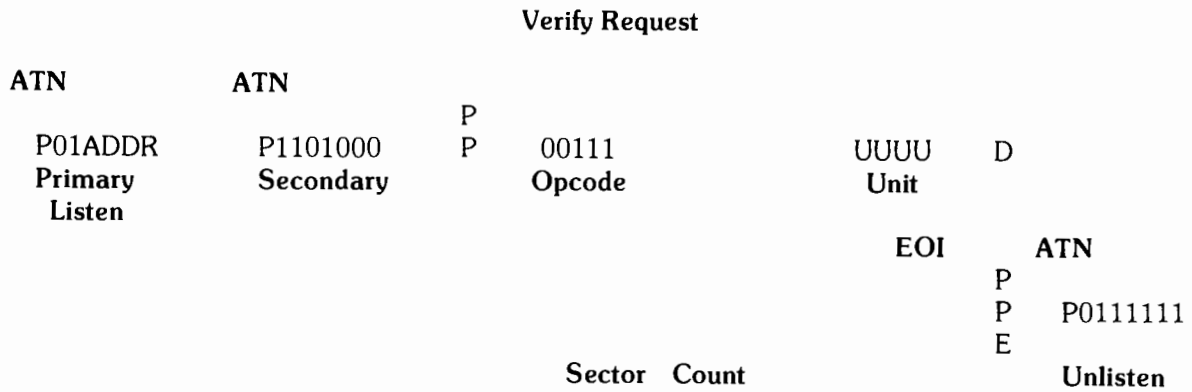 Verify Request
ATN ATN
P
P01ADDR P1101000 P 00111 UUUU D
Primary Secondary Opcode Unit
Listen
EOI ATN
P
P P0111111
E
Sector Count Unlisten